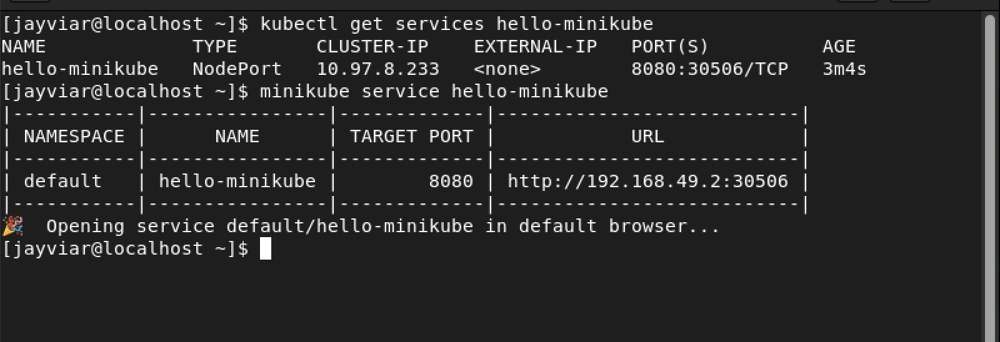 [jayviar@localhost ~]$ kubectl get services hello-minikube
NAME             TYPE       CLUSTER-IP    EXTERNAL-IP   PORT(S)          AGE
hello-minikube   NodePort   10.97.8.233   <none>        8080:30506/TCP   3m4s
[jayviar@localhost ~]$ minikube service hello-minikube
|-----------|----------------|-------------|---------------------------|
| NAMESPACE |      NAME      | TARGET PORT |            URL            |
|-----------|----------------|-------------|---------------------------|
| default   | hello-minikube |        8080 | http://192.168.49.2:30506 |
|-----------|----------------|-------------|---------------------------|
🎉  Opening service default/hello-minikube in default browser...
[jayviar@localhost ~]$